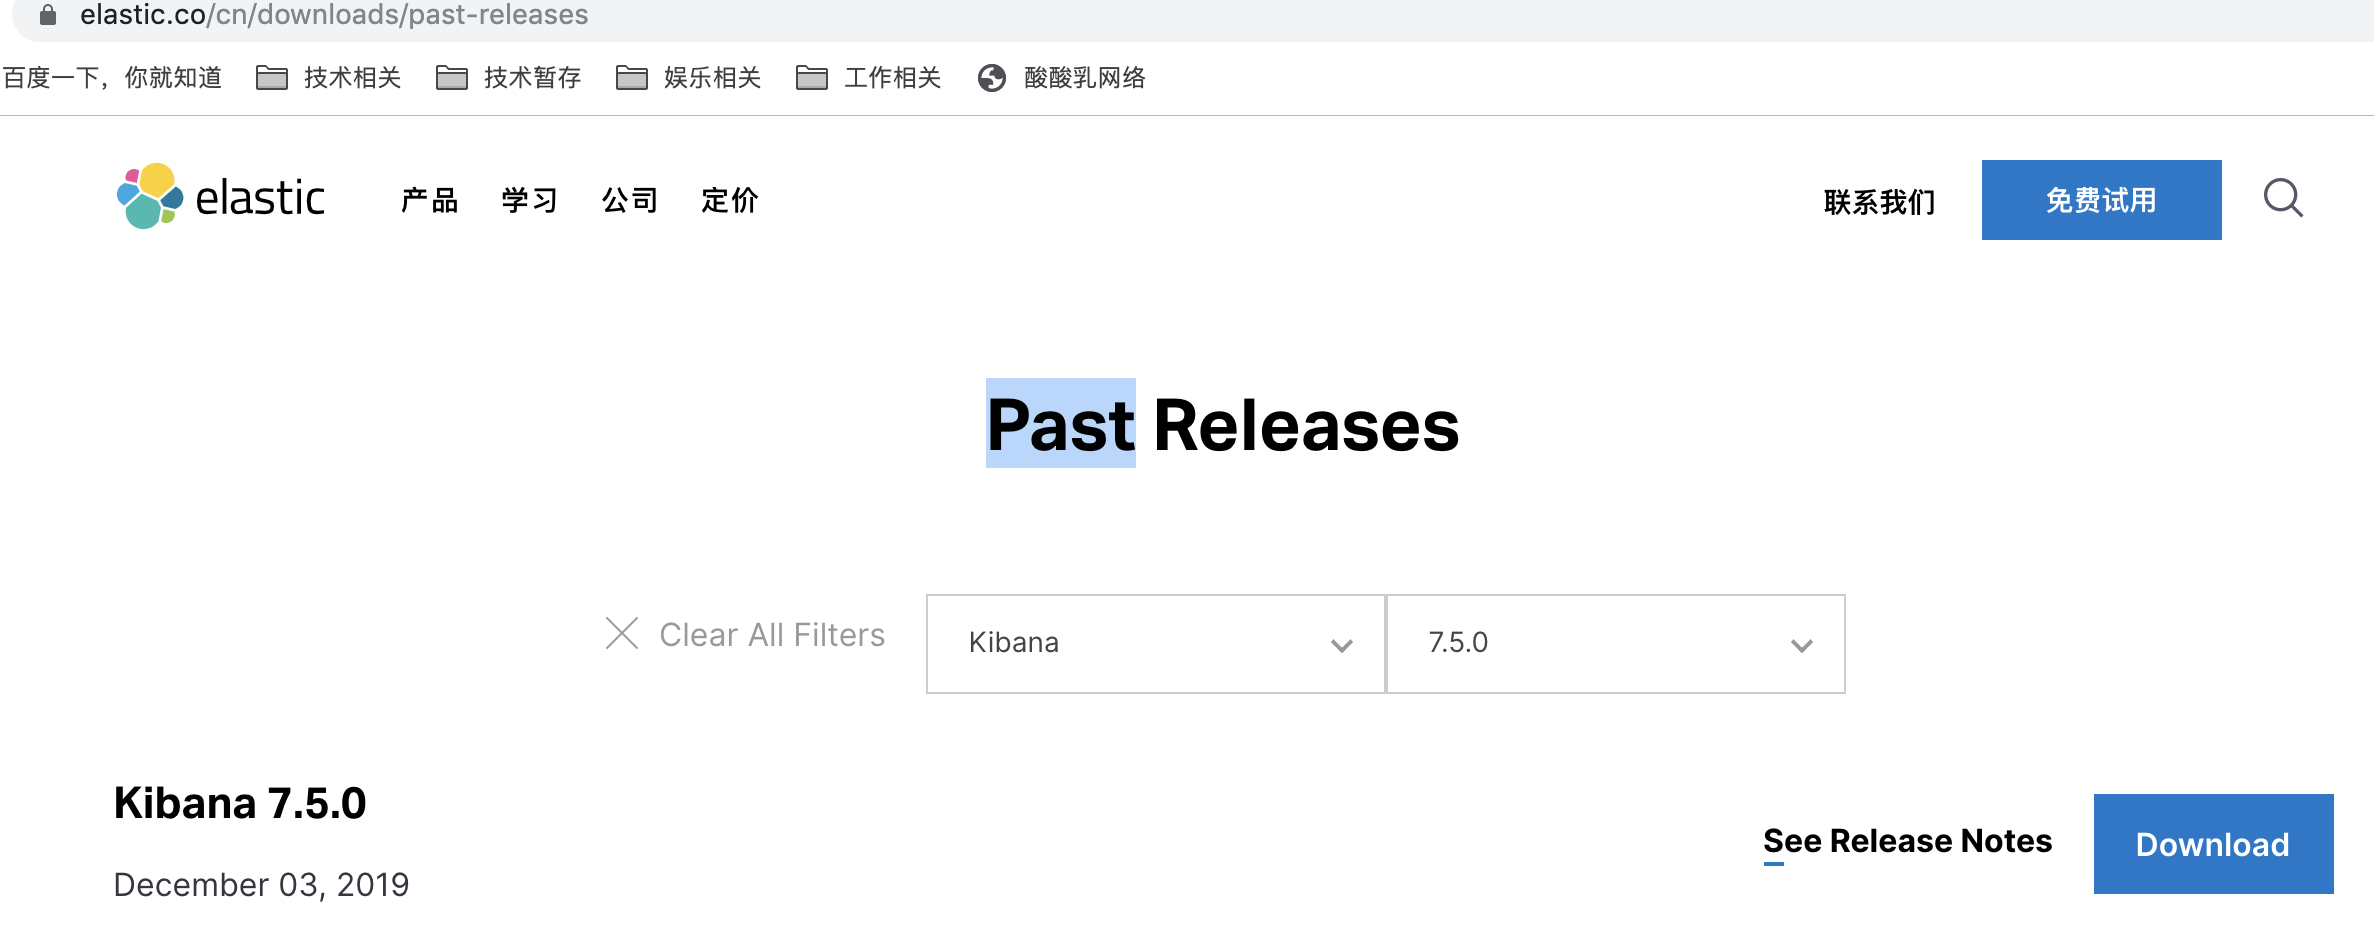 elastic.co/cn/downloads/past-releases
百度一下，你就知道 技术相关 技术暂存 娱乐相关 工作相关 酸酸乳网络
elastic 产品 学习 公司 定价 联系我们 免费试用
Past Releases
Clear All Filters Kibana 7.5.0
Kibana 7.5.0
See Release Notes Download
December 03, 2019